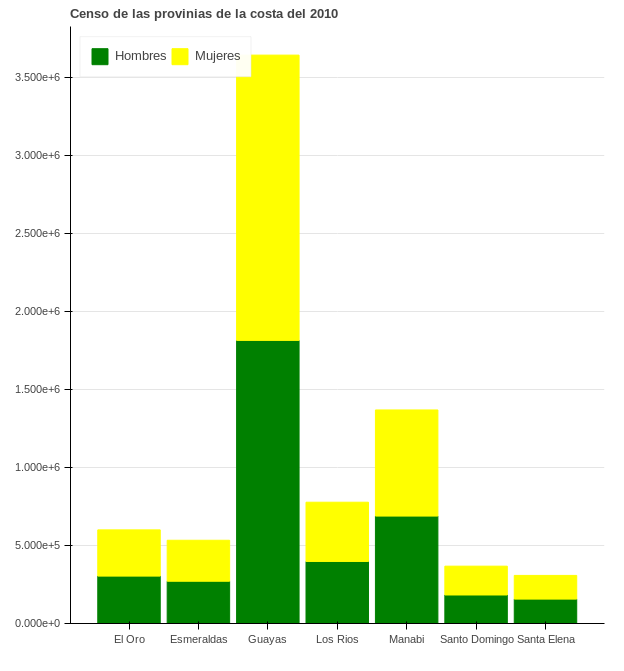 Censo de las provinias de la costa del 2010
Hombres Mujeres
3.500e+6
3.000e+6
2.500e+6
2.000e+6
1.500e+6
1.000e+6
5.000e+5
0.000e+0
El Oro Esmeraldas Guayas Los Rios Manabi Santo Domingo Santa Elena